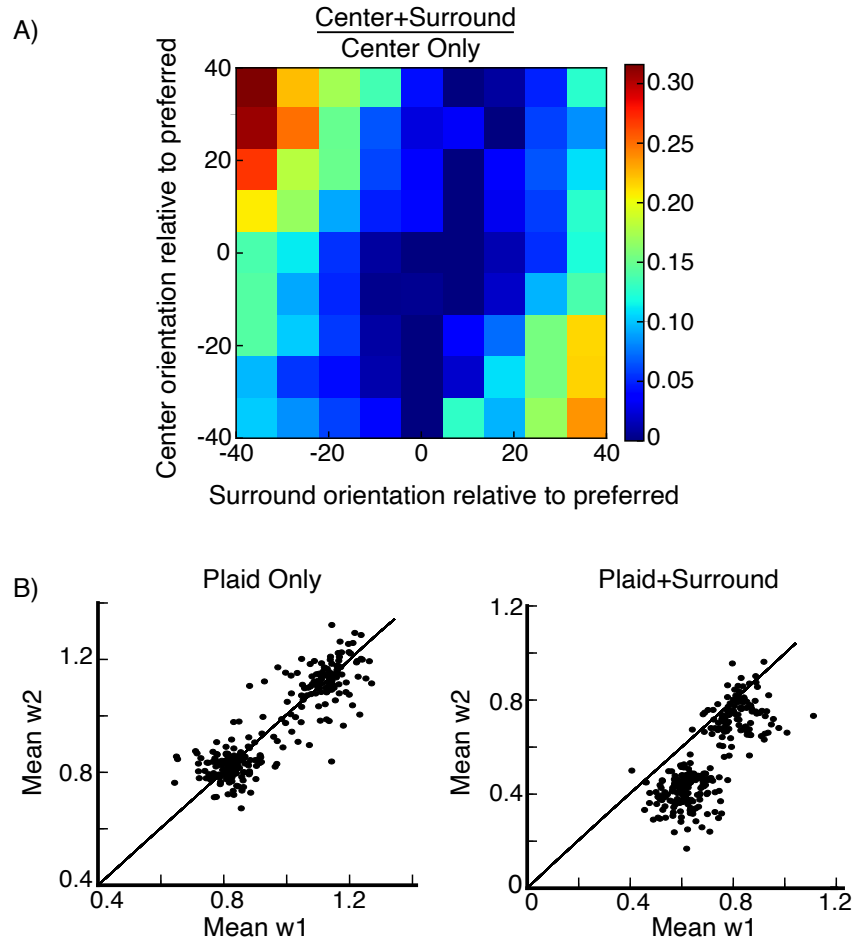 A)
Center+Surround
Center Only
Center orientation relative to preferred
40
20
0
-20
-40
-40
-20
0
20
40
Surround orientation relative to preferred
0.30
0.25
0.20
0.15
0.10
0.05
0
B)
Plaid Only
Mean w2
1.2
0.8
0.4
0.4
0.8
1.2
Mean w1
Plaid+Surround
Mean w2
1.2
0.8
0.4
0
0
0.4
0.8
1.2
Mean w1